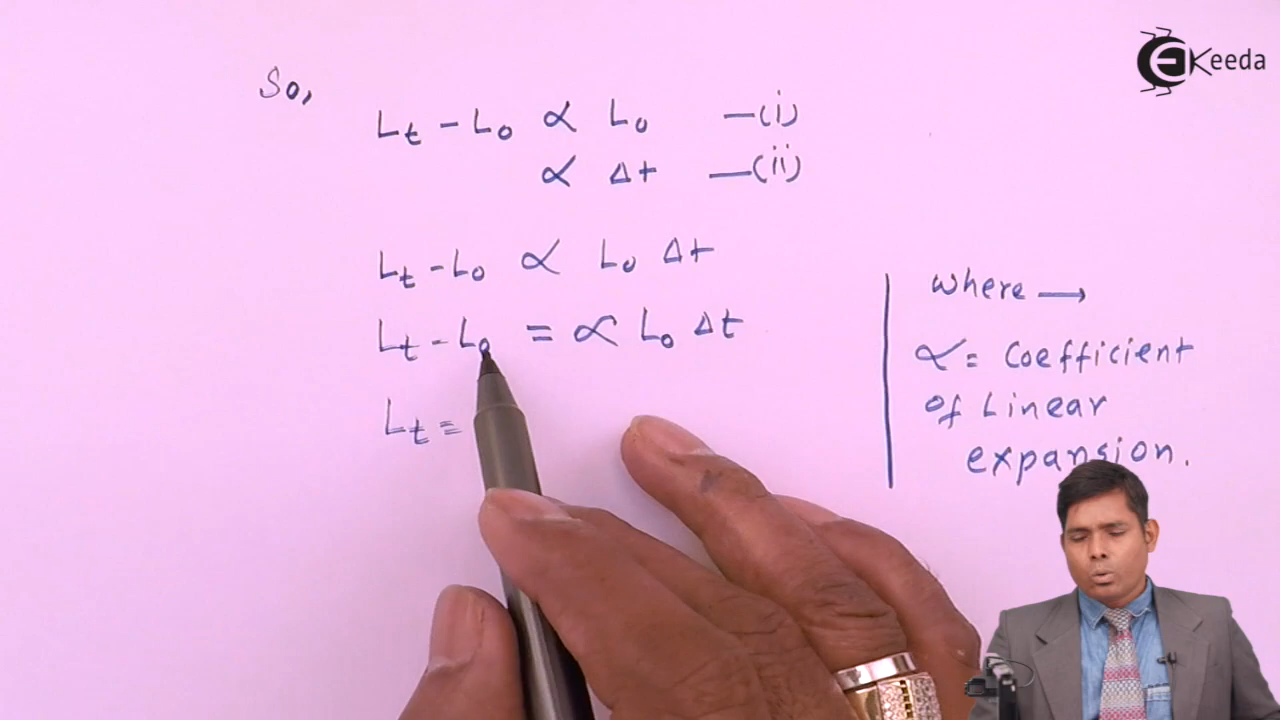 Keeda
So,
Lt - L0 ∝ L0 —(i)
∝ Δt —(ii)
Lt - L0 ∝ L0 Δt
Lt - L0 = ∝ L0 Δt
Lt =
where →
∝ = Coefficient
of Linear
expansion.